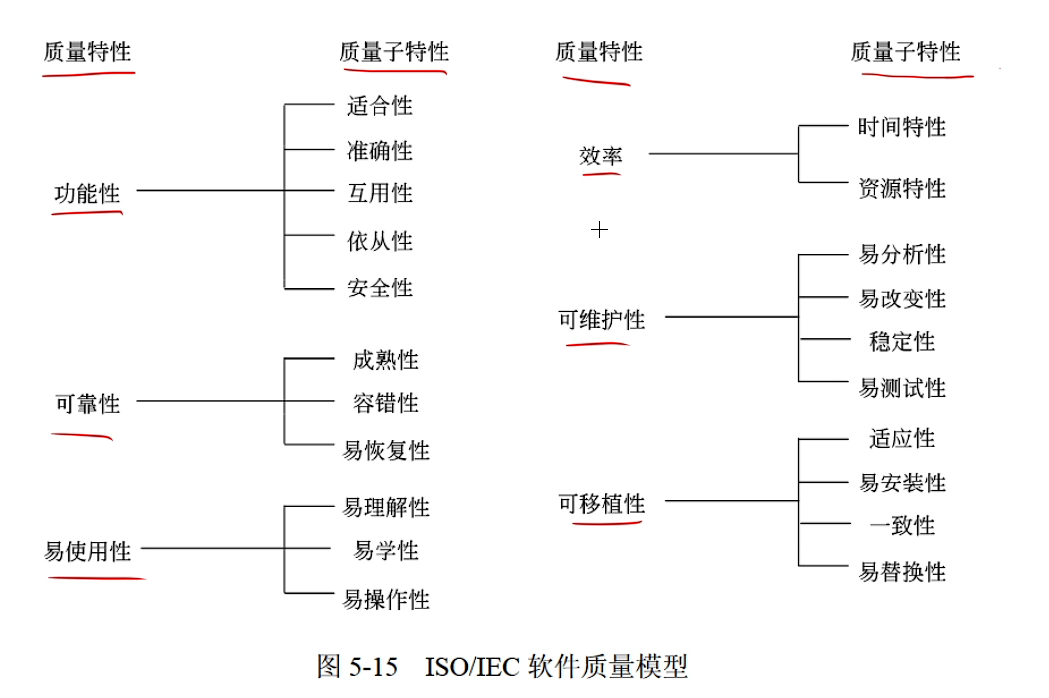 质量特性 质量子特性
适合性
准确性
功能性
互用性
依从性
安全性
成熟性
可靠性
容错性
易恢复性
易理解性
易使用性
易学性
易操作性
质量特性 质量子特性
时间特性
效率
资源特性
易分析性
易改变性
可维护性
稳定性
易测试性
适应性
易安装性
可移植性
一致性
易替换性
图 5-15 ISO/IEC 软件质量模型